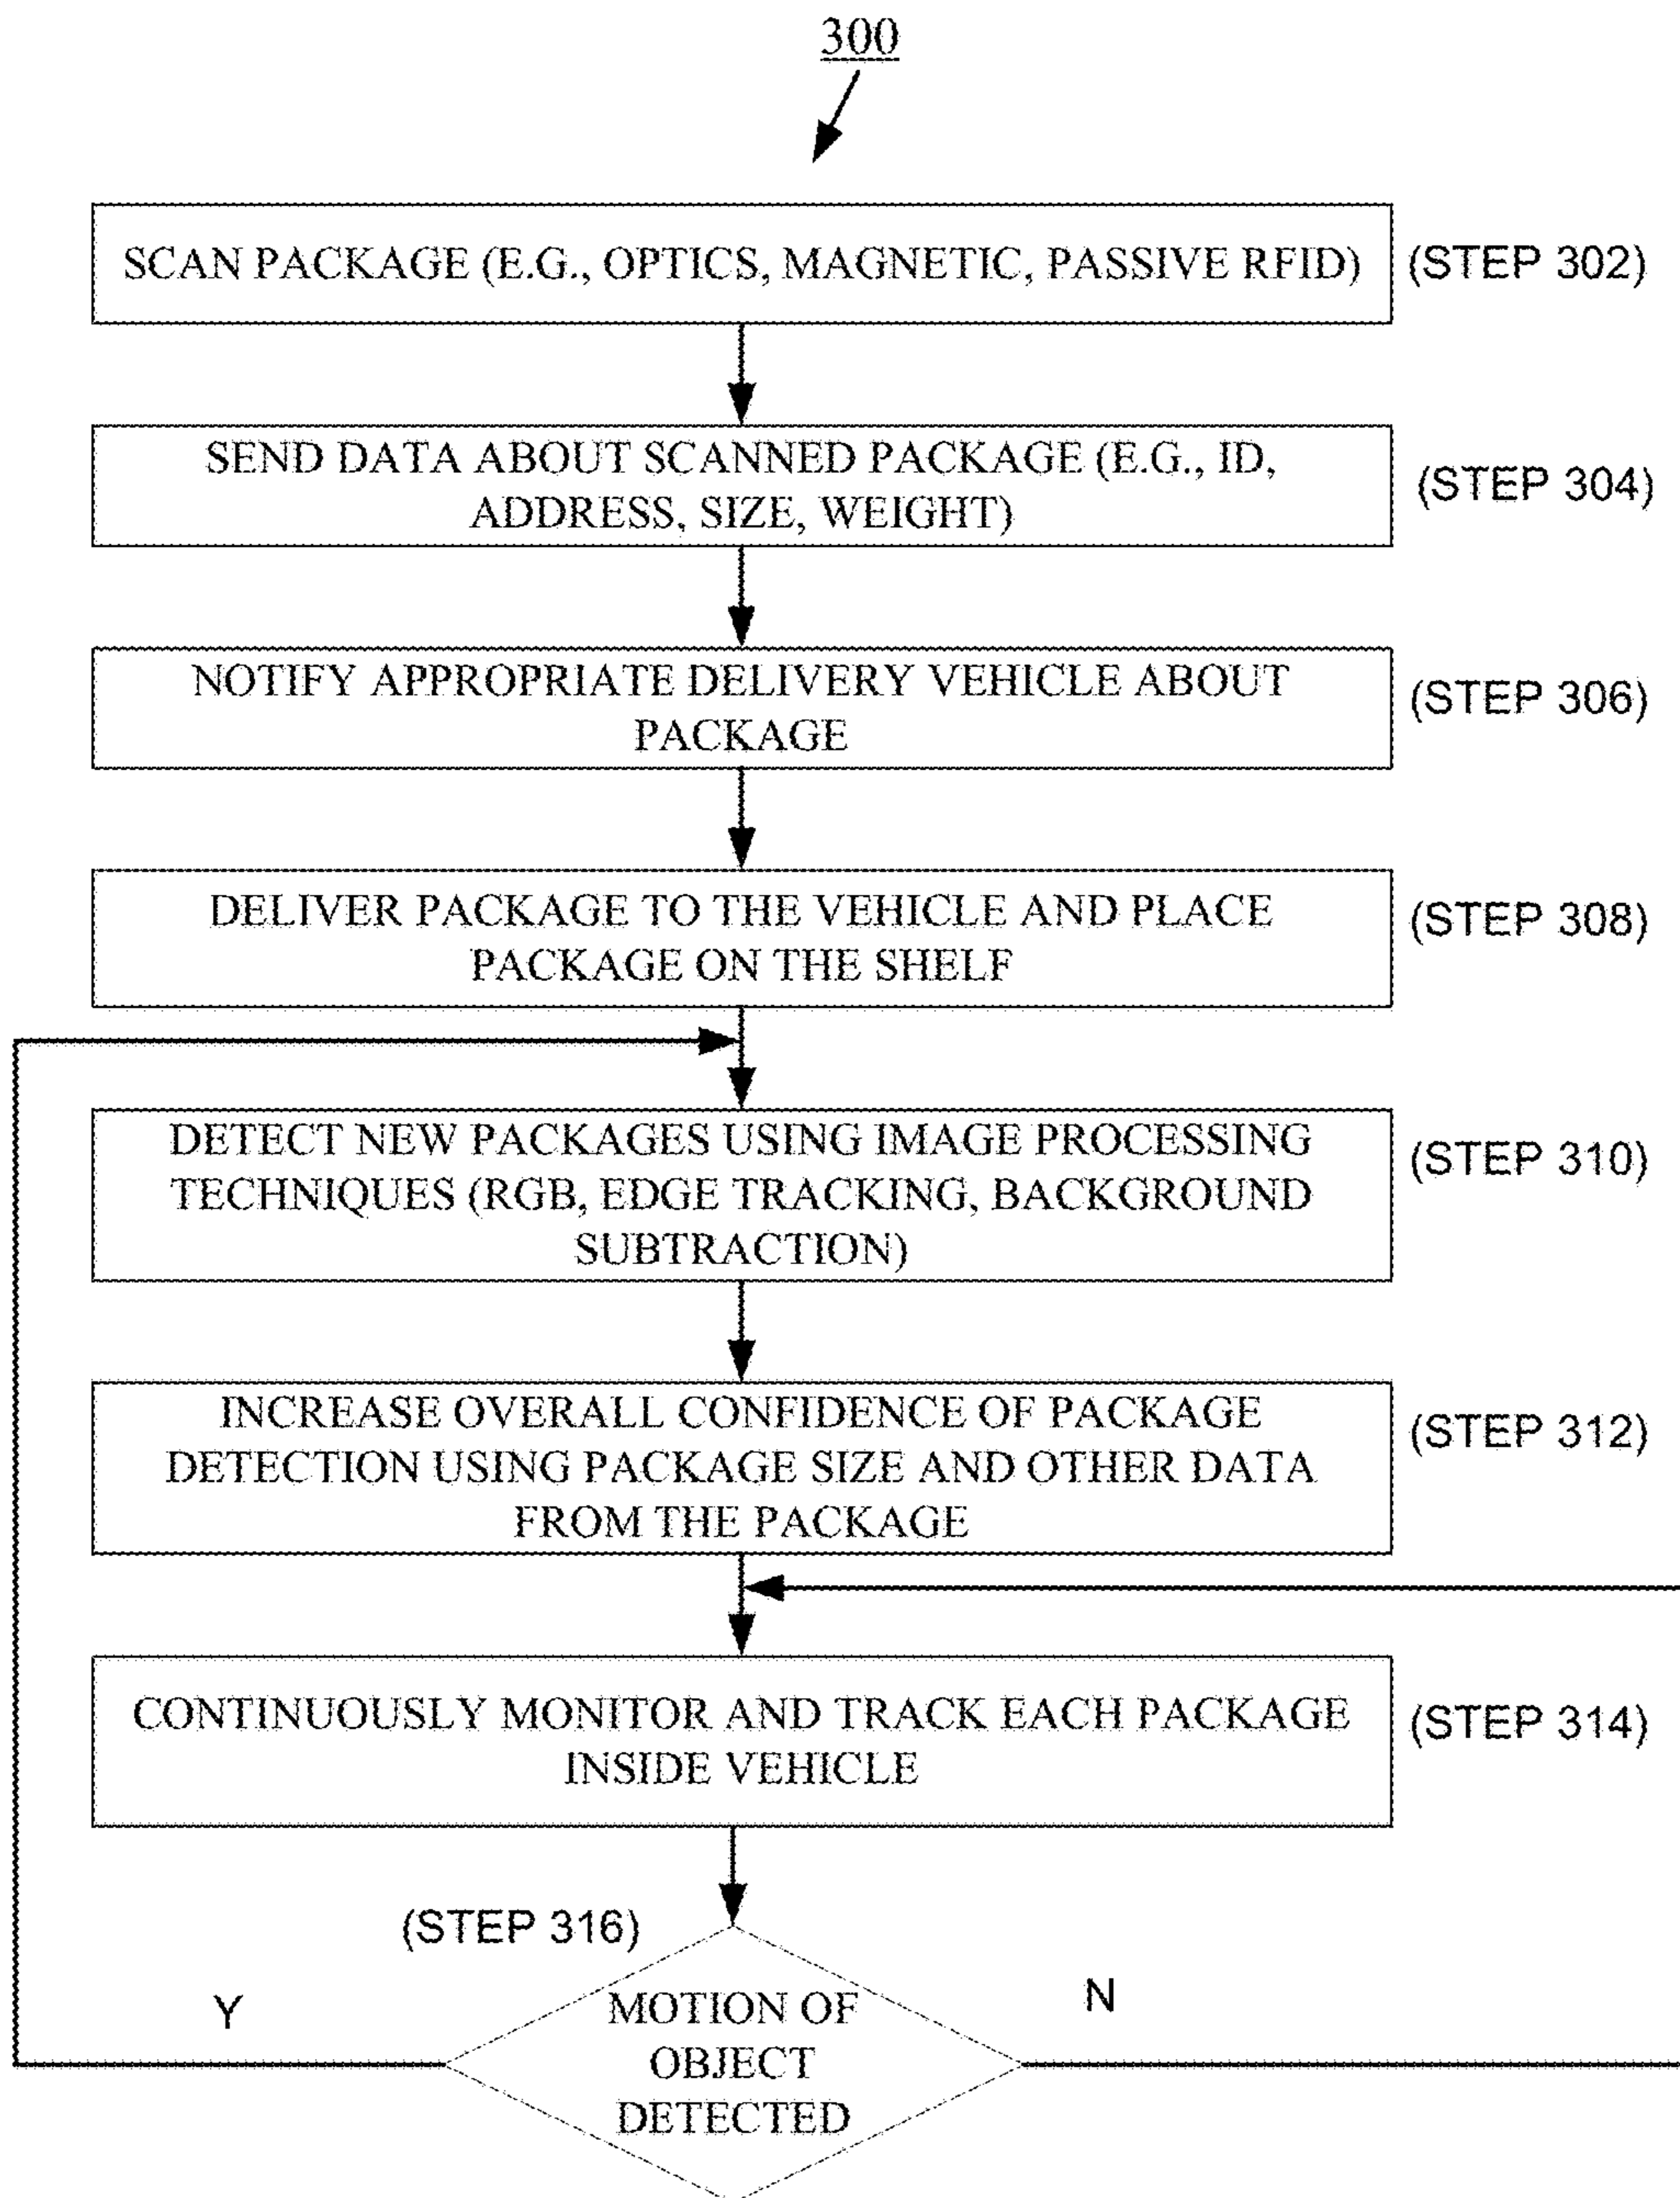 300
SCAN PACKAGE (E.G., OPTICS, MAGNETIC, PASSIVE RFID)
(STEP 302)
SEND DATA ABOUT SCANNED PACKAGE (E.G., ID,
ADDRESS, SIZE, WEIGHT)
(STEP 304)
NOTIFY APPROPRIATE DELIVERY VEHICLE ABOUT
PACKAGE
(STEP 306)
DELIVER PACKAGE TO THE VEHICLE AND PLACE
PACKAGE ON THE SHELF
(STEP 308)
DETECT NEW PACKAGES USING IMAGE PROCESSING
TECHNIQUES (RGB, EDGE TRACKING, BACKGROUND
SUBTRACTION)
(STEP 310)
INCREASE OVERALL CONFIDENCE OF PACKAGE
DETECTION USING PACKAGE SIZE AND OTHER DATA
FROM THE PACKAGE
(STEP 312)
CONTINUOUSLY MONITOR AND TRACK EACH PACKAGE
INSIDE VEHICLE
(STEP 314)
(STEP 316)
Y
MOTION OF
OBJECT
DETECTED
N